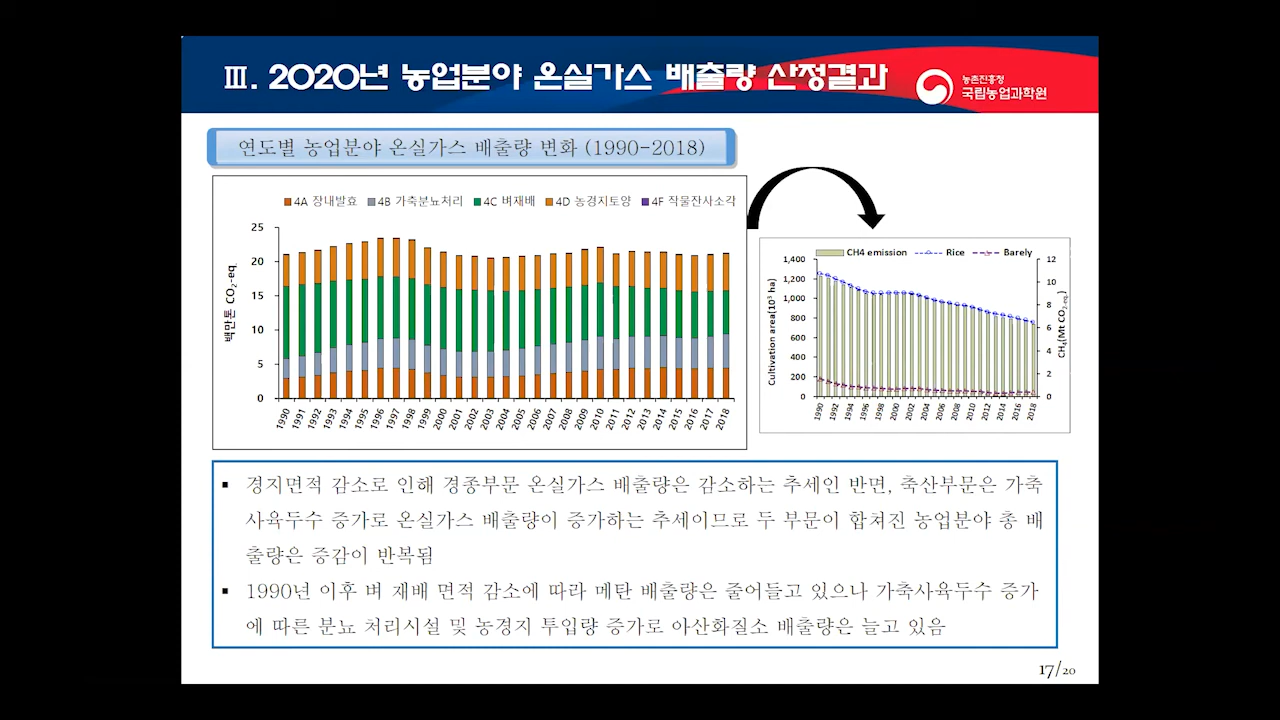 Ⅲ. 2020년 농업분야 온실가스 배출량 산정결과
농촌진흥청
국립농업과학원
연도별 농업분야 온실가스 배출량 변화 (1990-2018)
4A 장내발효 4B 가축분뇨처리 4C 벼재배 4D 농경지토양 4F 작물잔사소각
백만톤 CO2-eq.
25
20
15
10
5
0
1990 1991 1992 1993 1994 1995 1996 1997 1998 1999 2000 2001 2002 2003 2004 2005 2006 2007 2008 2009 2010 2011 2012 2013 2014 2015 2016 2017 2018
CH4 emission Rice Barely
Cultivation area(10³ ha)
1,400
1,200
1,000
800
600
400
200
0
12
10
8
6
4
2
0
CH4(Mt CO2-eq.)
1990 1992 1994 1996 1998 2000 2002 2004 2006 2008 2010 2012 2014 2016 2018
▪ 경지면적 감소로 인해 경종부문 온실가스 배출량은 감소하는 추세인 반면, 축산부문은 가축
사육두수 증가로 온실가스 배출량이 증가하는 추세이므로 두 부문이 합쳐진 농업분야 총 배
출량은 증감이 반복됨
▪ 1990년 이후 벼 재배 면적 감소에 따라 메탄 배출량은 줄어들고 있으나 가축사육두수 증가
에 따른 분뇨 처리시설 및 농경지 투입량 증가로 아산화질소 배출량은 늘고 있음
17/20